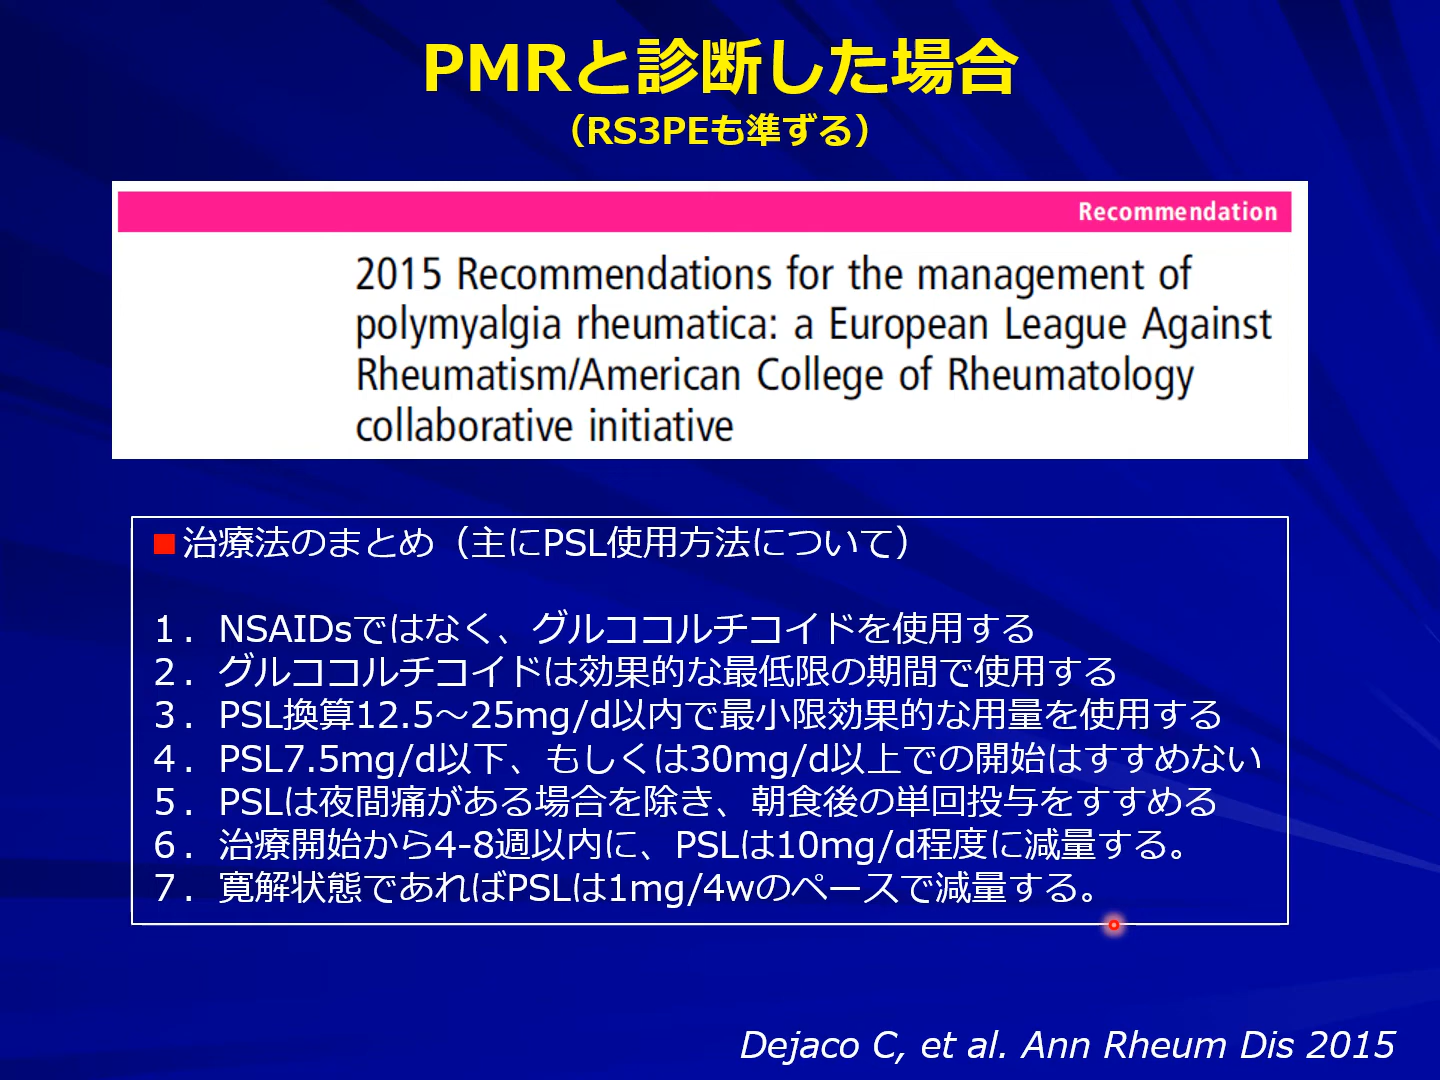 PMRと診断した場合
（RS3PEも準ずる）
Recommendation
2015 Recommendations for the management of
polymyalgia rheumatica: a European League Against
Rheumatism/American College of Rheumatology
collaborative initiative
■治療法のまとめ（主にPSL使用方法について）
１．NSAIDsではなく、グルココルチコイドを使用する
２．グルココルチコイドは効果的な最低限の期間で使用する
３．PSL換算12.5～25mg/d以内で最小限効果的な用量を使用する
４．PSL7.5mg/d以下、もしくは30mg/d以上での開始はすすめない
５．PSLは夜間痛がある場合を除き、朝食後の単回投与をすすめる
６．治療開始から4-8週以内に、PSLは10mg/d程度に減量する。
７．寛解状態であればPSLは1mg/4wのペースで減量する。
Dejaco C, et al. Ann Rheum Dis 2015